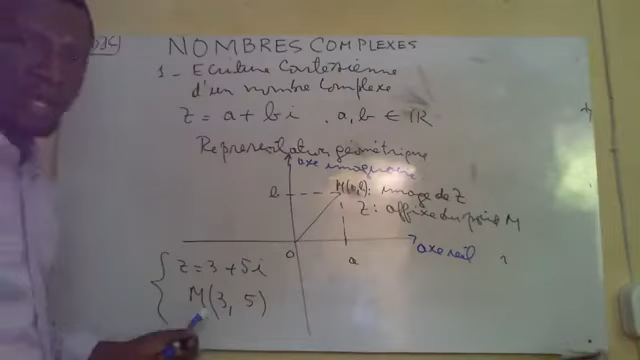 NOMBRES COMPLEXES
1 - Ecriture Cartésienne
d'un nombre complexe
z = a + bi , a, b ∈ IR
Représentation géométrique
axe imaginaire
b M(a,b): image de z
z: affixe du point M
axe réel
o a
z = 3 + 5i
M(3, 5)